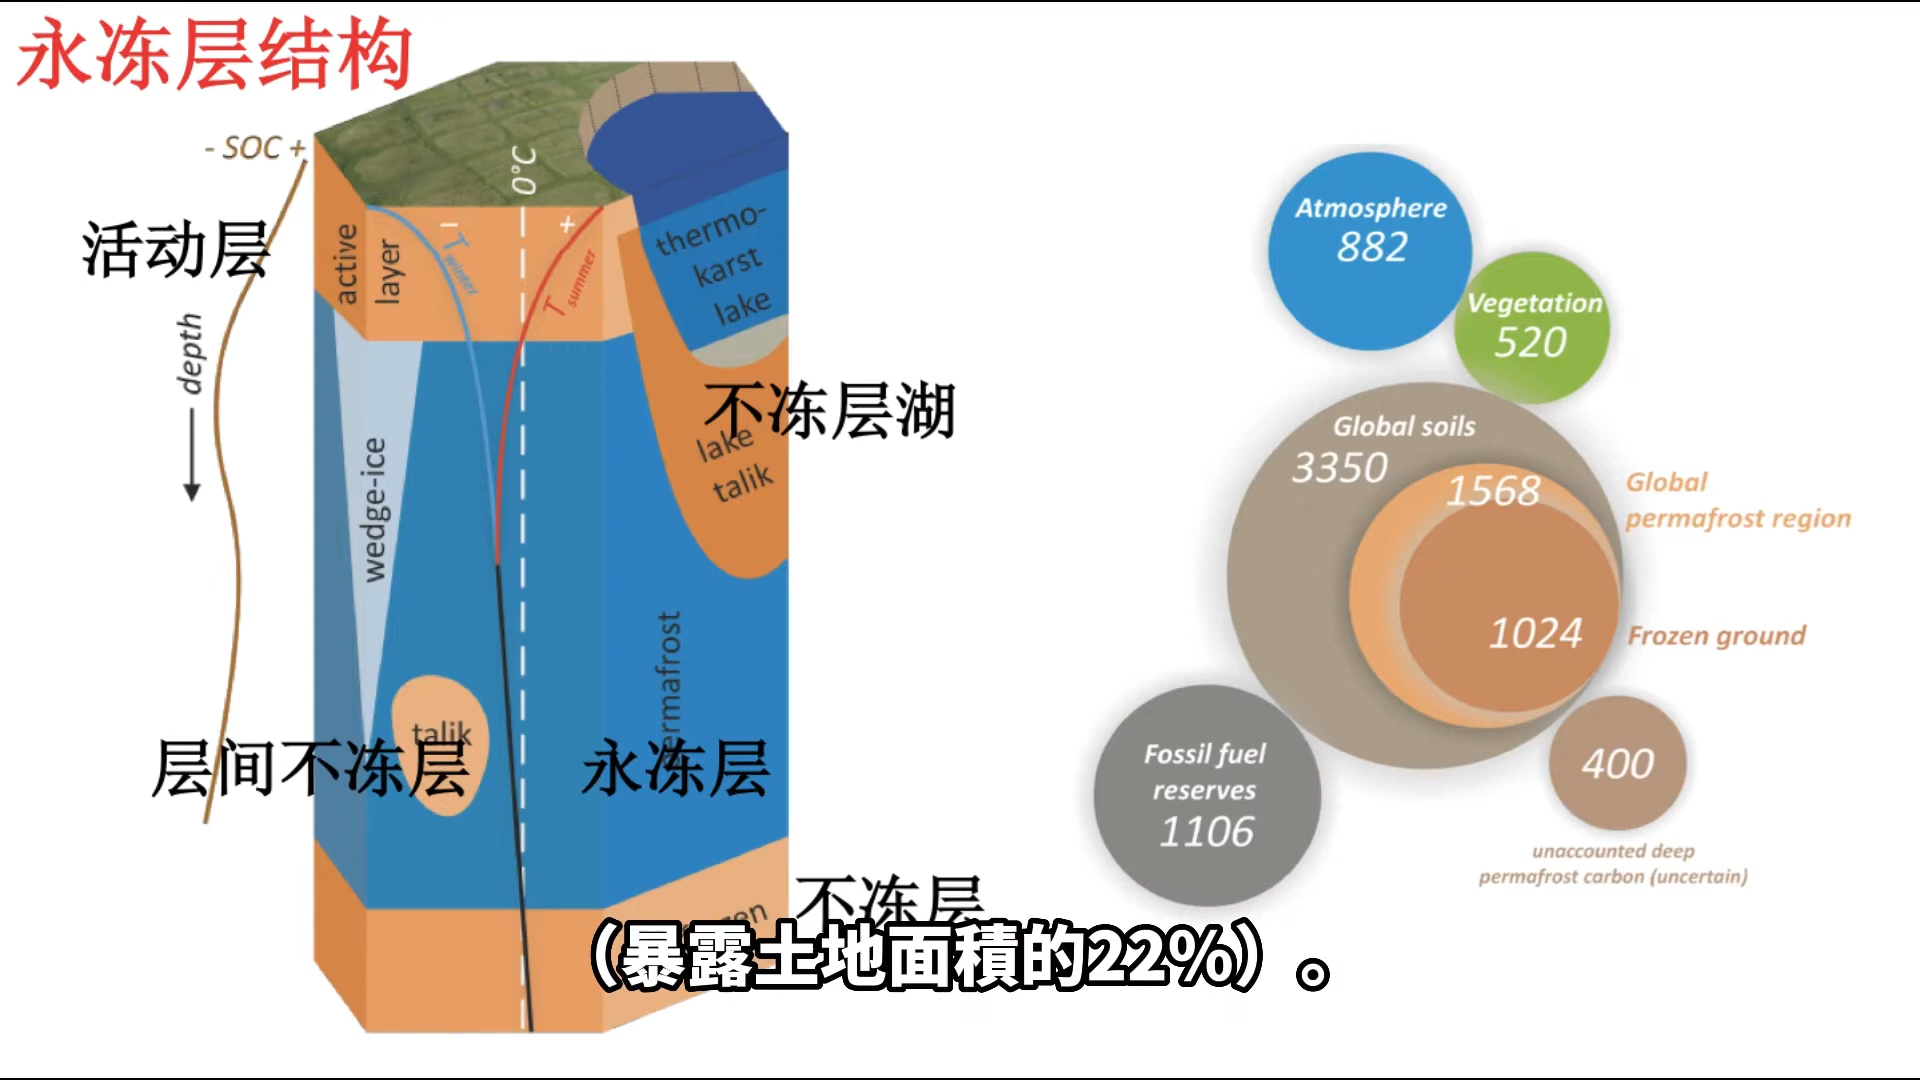 永冻层结构
- SOC +
活动层
depth
active
layer
T winter
–
0°C
+
T summer
thermo-
karst
lake
不冻层湖
lake
talik
wedge-ice
talik
层间不冻层
permafrost
永冻层
不冻层
Atmosphere
882
Vegetation
520
Global soils
3350
1568
Global
permafrost region
1024
Frozen ground
Fossil fuel
reserves
1106
400
unaccounted deep
permafrost carbon (uncertain)
（暴露土地面積的22%）。